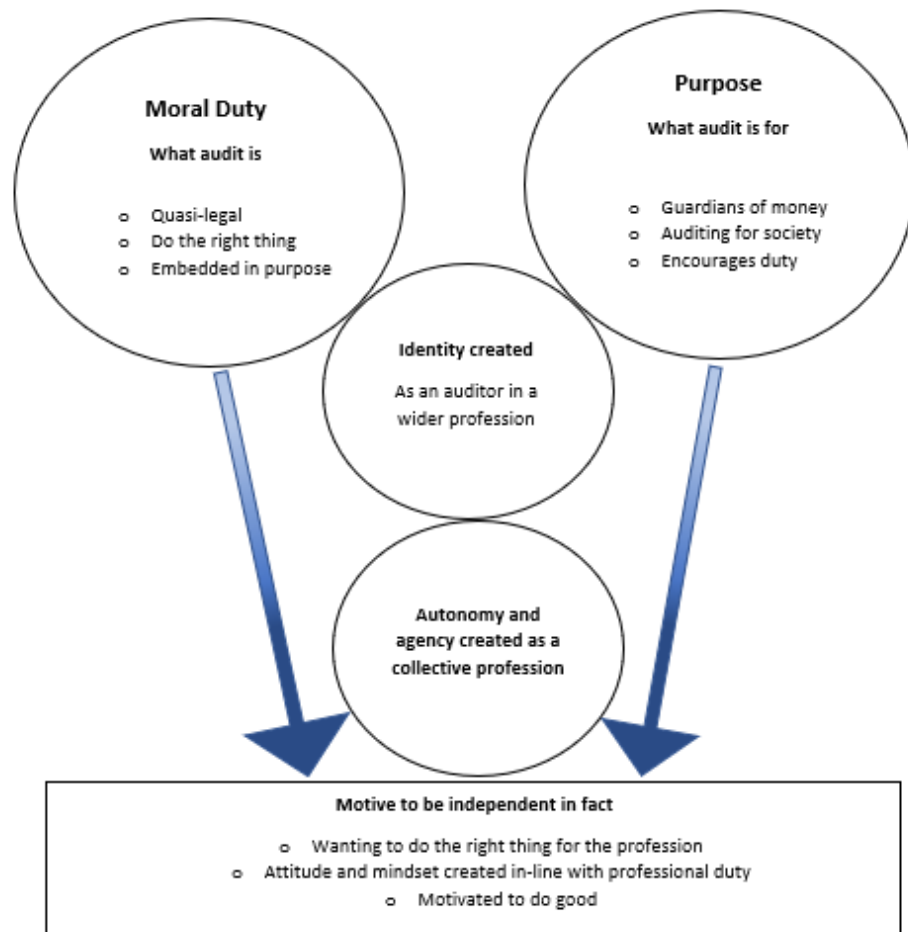 Moral Duty
What audit is
o Quasi-legal
o Do the right thing
o Embedded in purpose
Purpose
What audit is for
o Guardians of money
o Auditing for society
o Encourages duty
Identity created
As an auditor in a
wider profession
Autonomy and
agency created as a
collective profession
Motive to be independent in fact
o Wanting to do the right thing for the profession
o Attitude and mindset created in-line with professional duty
o Motivated to do good